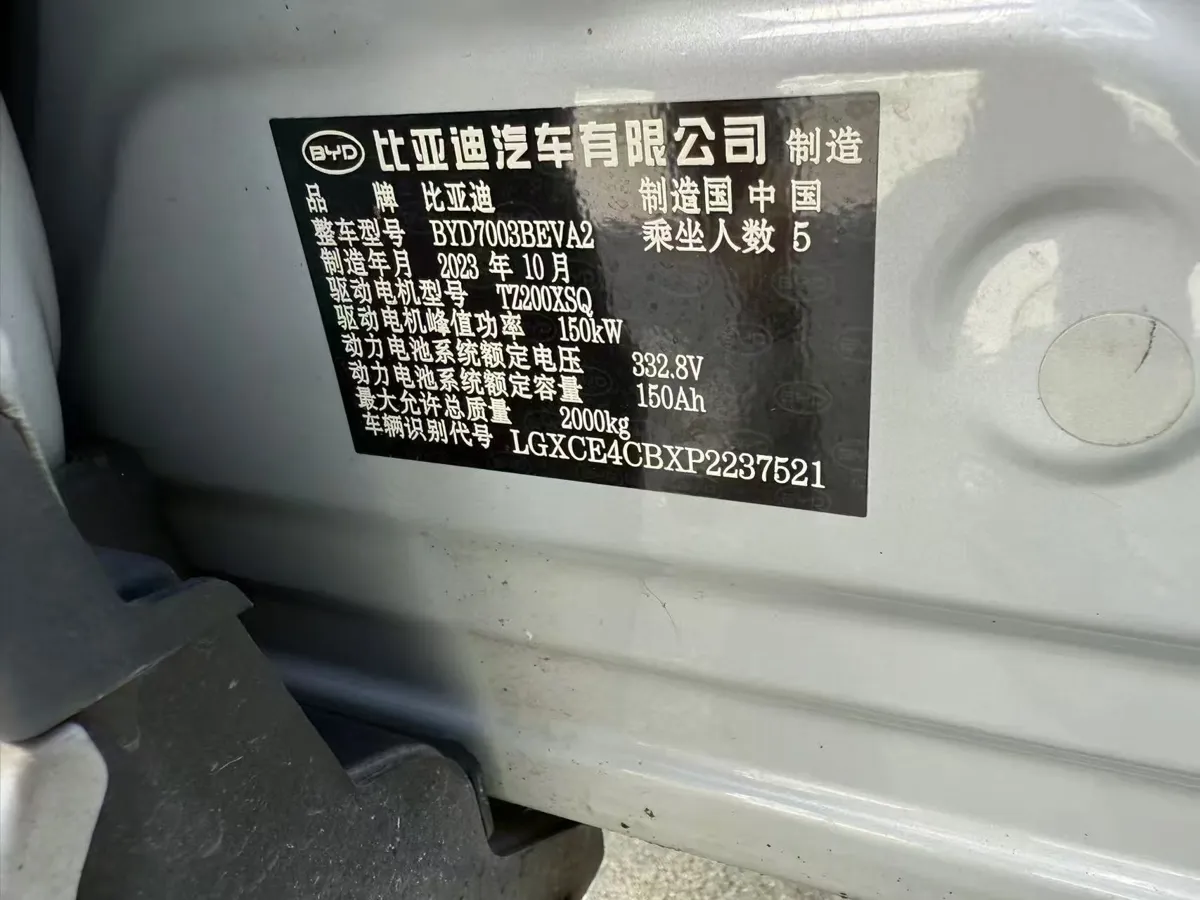 BYD 比亚迪汽车有限公司 制造
品 牌 比亚迪 制造国 中国
整车型号 BYD7003BEVA2 乘坐人数 5
制造年月 2023 年 10 月
驱动电机型号 TZ200XSQ
驱动电机峰值功率 150kW
动力电池系统额定电压 332.8V
动力电池系统额定容量 150Ah
最大允许总质量 2000kg
车辆识别代号 LGXCE4CBXP2237521